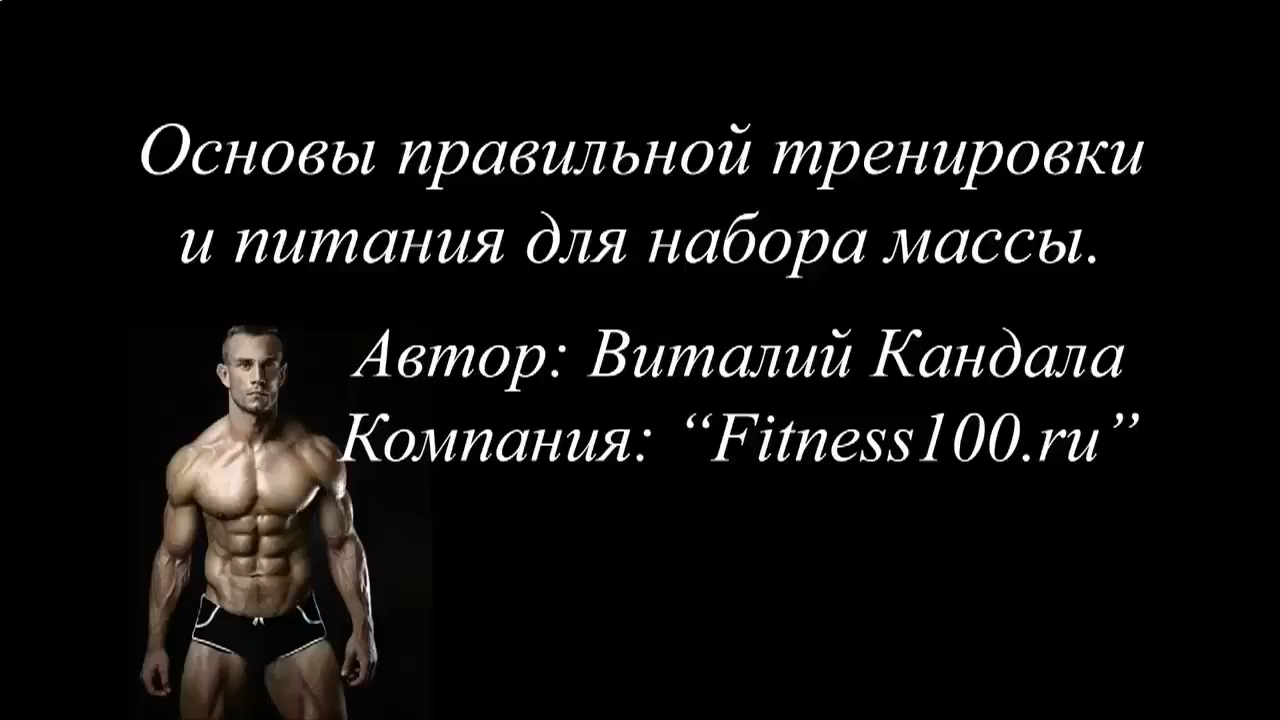 Основы правильной тренировки
и питания для набора массы.
Автор: Виталий Кандала
Компания: “Fitness100.ru”